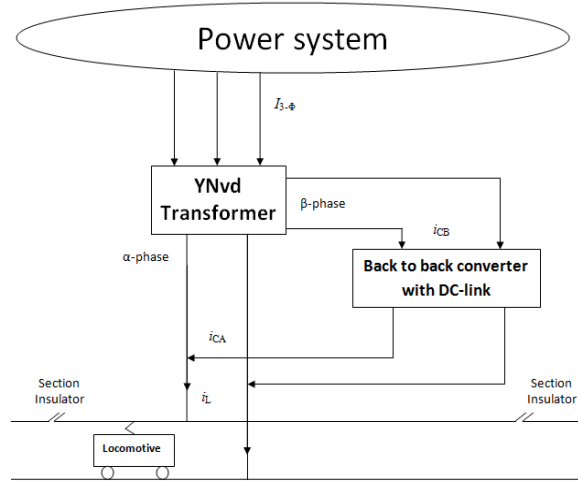 Power system
I3-Φ
YNvd
Transformer
β-phase
α-phase
iCB
Back to back converter
with DC-link
iCA
Section
Insulator
iL
Section
Insulator
Locomotive